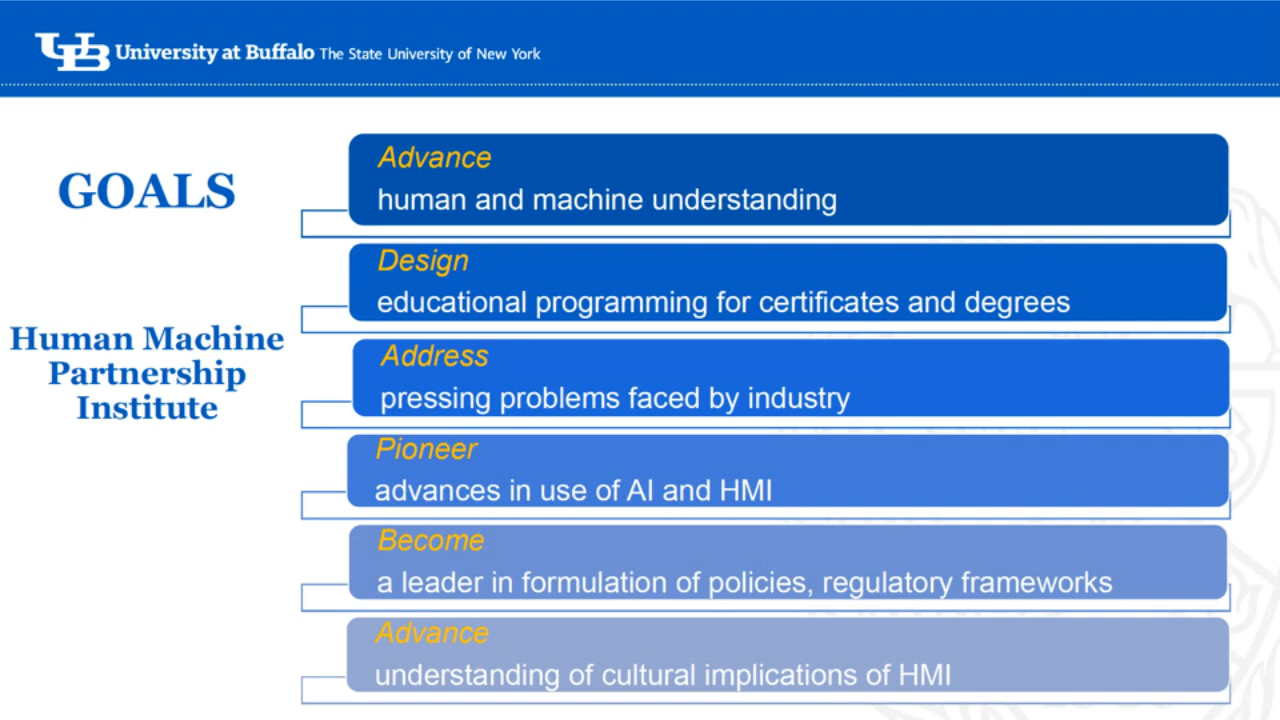 UB University at Buffalo The State University of New York
GOALS
Human Machine
Partnership
Institute
Advance
human and machine understanding
Design
educational programming for certificates and degrees
Address
pressing problems faced by industry
Pioneer
advances in use of AI and HMI
Become
a leader in formulation of policies, regulatory frameworks
Advance
understanding of cultural implications of HMI